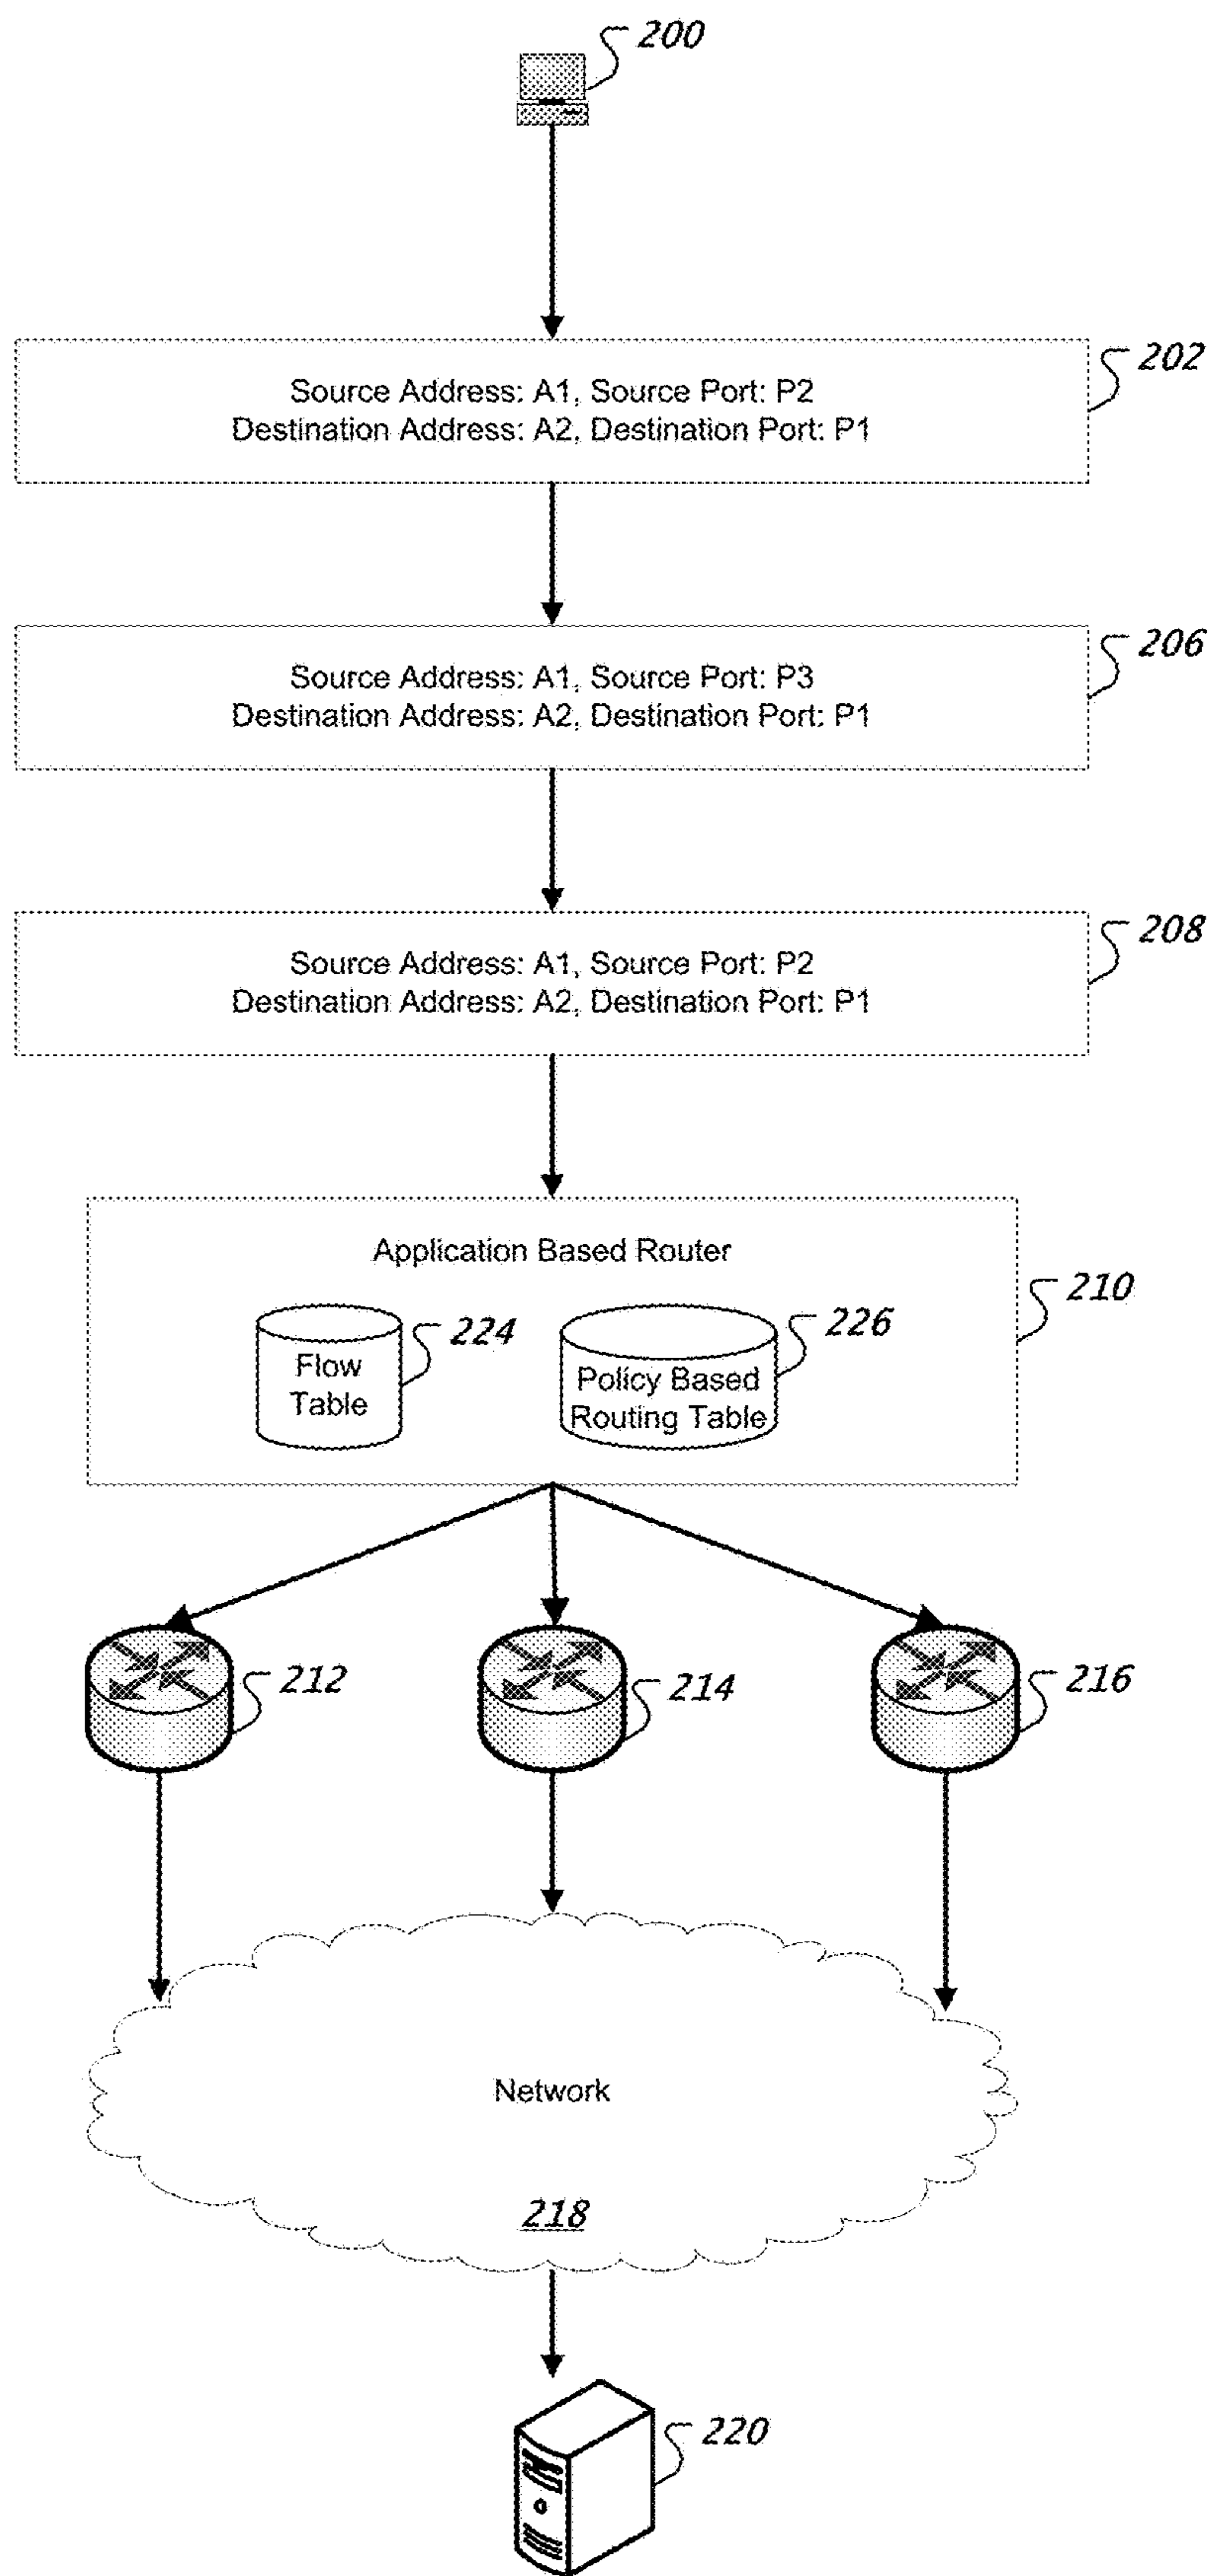 200
202
Source Address: A1, Source Port: P2
Destination Address: A2, Destination Port: P1
206
Source Address: A1, Source Port: P3
Destination Address: A2, Destination Port: P1
208
Source Address: A1, Source Port: P2
Destination Address: A2, Destination Port: P1
Application Based Router
210
224
226
Flow
Table
Policy Based
Routing Table
212
214
216
Network
218
220